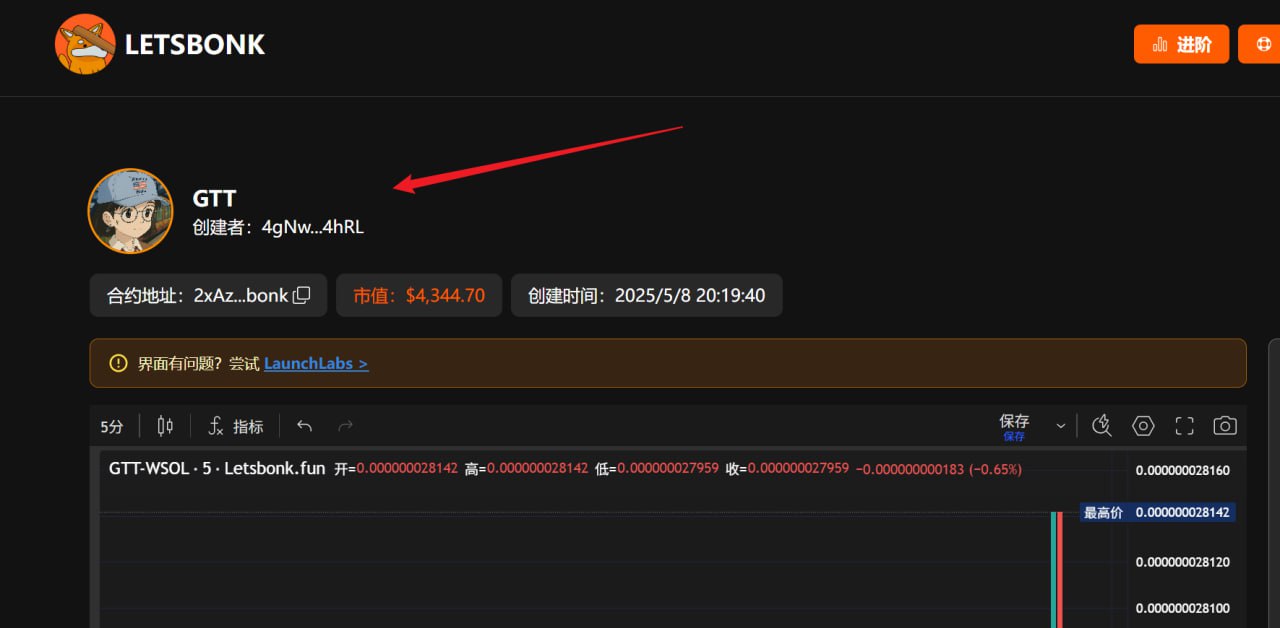 LETSBONK
进阶
GTT
创建者：4gNw...4hRL
合约地址：2xAz...bonk
市值：$4,344.70
创建时间：2025/5/8 20:19:40
界面有问题？尝试 LaunchLabs >
5分
指标
保存
保存
GTT-WSOL · 5 · Letsbonk.fun 开=0.000000028142 高=0.000000028142 低=0.000000027959 收=0.000000027959 −0.000000000183 (−0.65%)
0.000000028160
最高价 0.000000028142
0.000000028120
0.000000028100